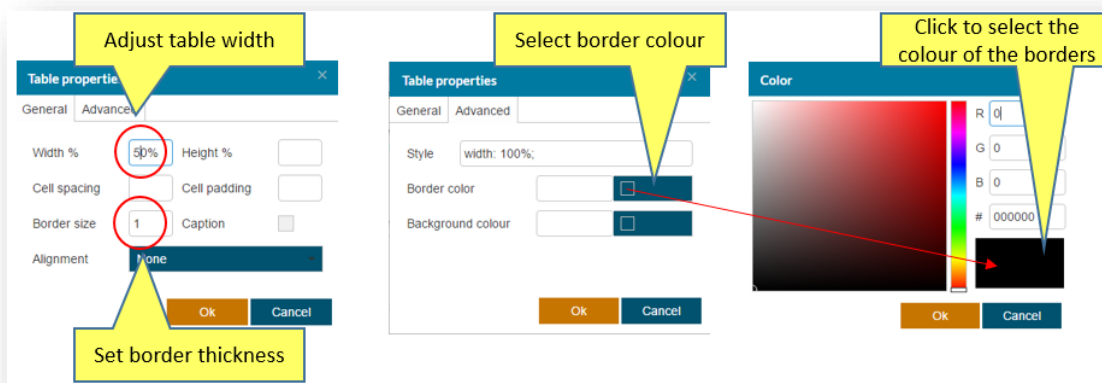 Adjust table width
Table propertie
×
General
Advanced
Width %
50%
Height %
Cell spacing
Cell padding
Border size
1
Caption
Alignment
None
Ok
Cancel
Set border thickness
Select border colour
Table properties
×
General
Advanced
Style
width: 100%;
Border color
Background colour
Ok
Cancel
Click to select the
colour of the borders
Color
R
0
G
0
B
0
#
000000
Ok
Cancel